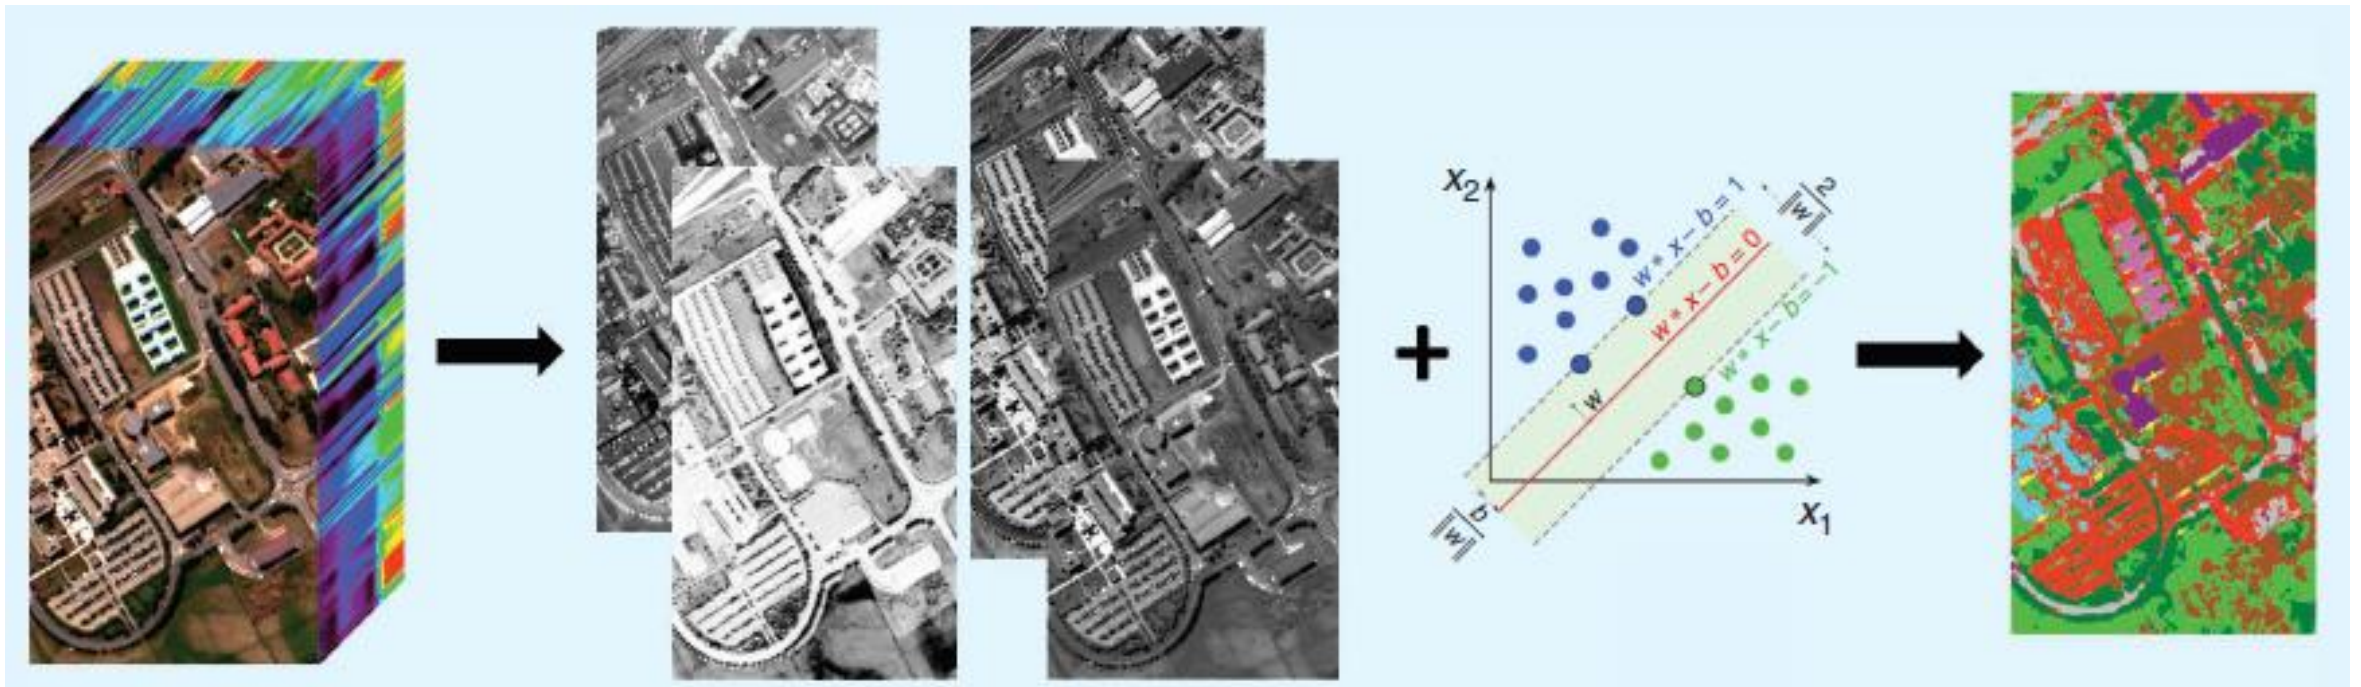 x2
w * x – b = 1
2
||w||
w * x – b = 0
w * x – b = –1
w
b
||w||
x1